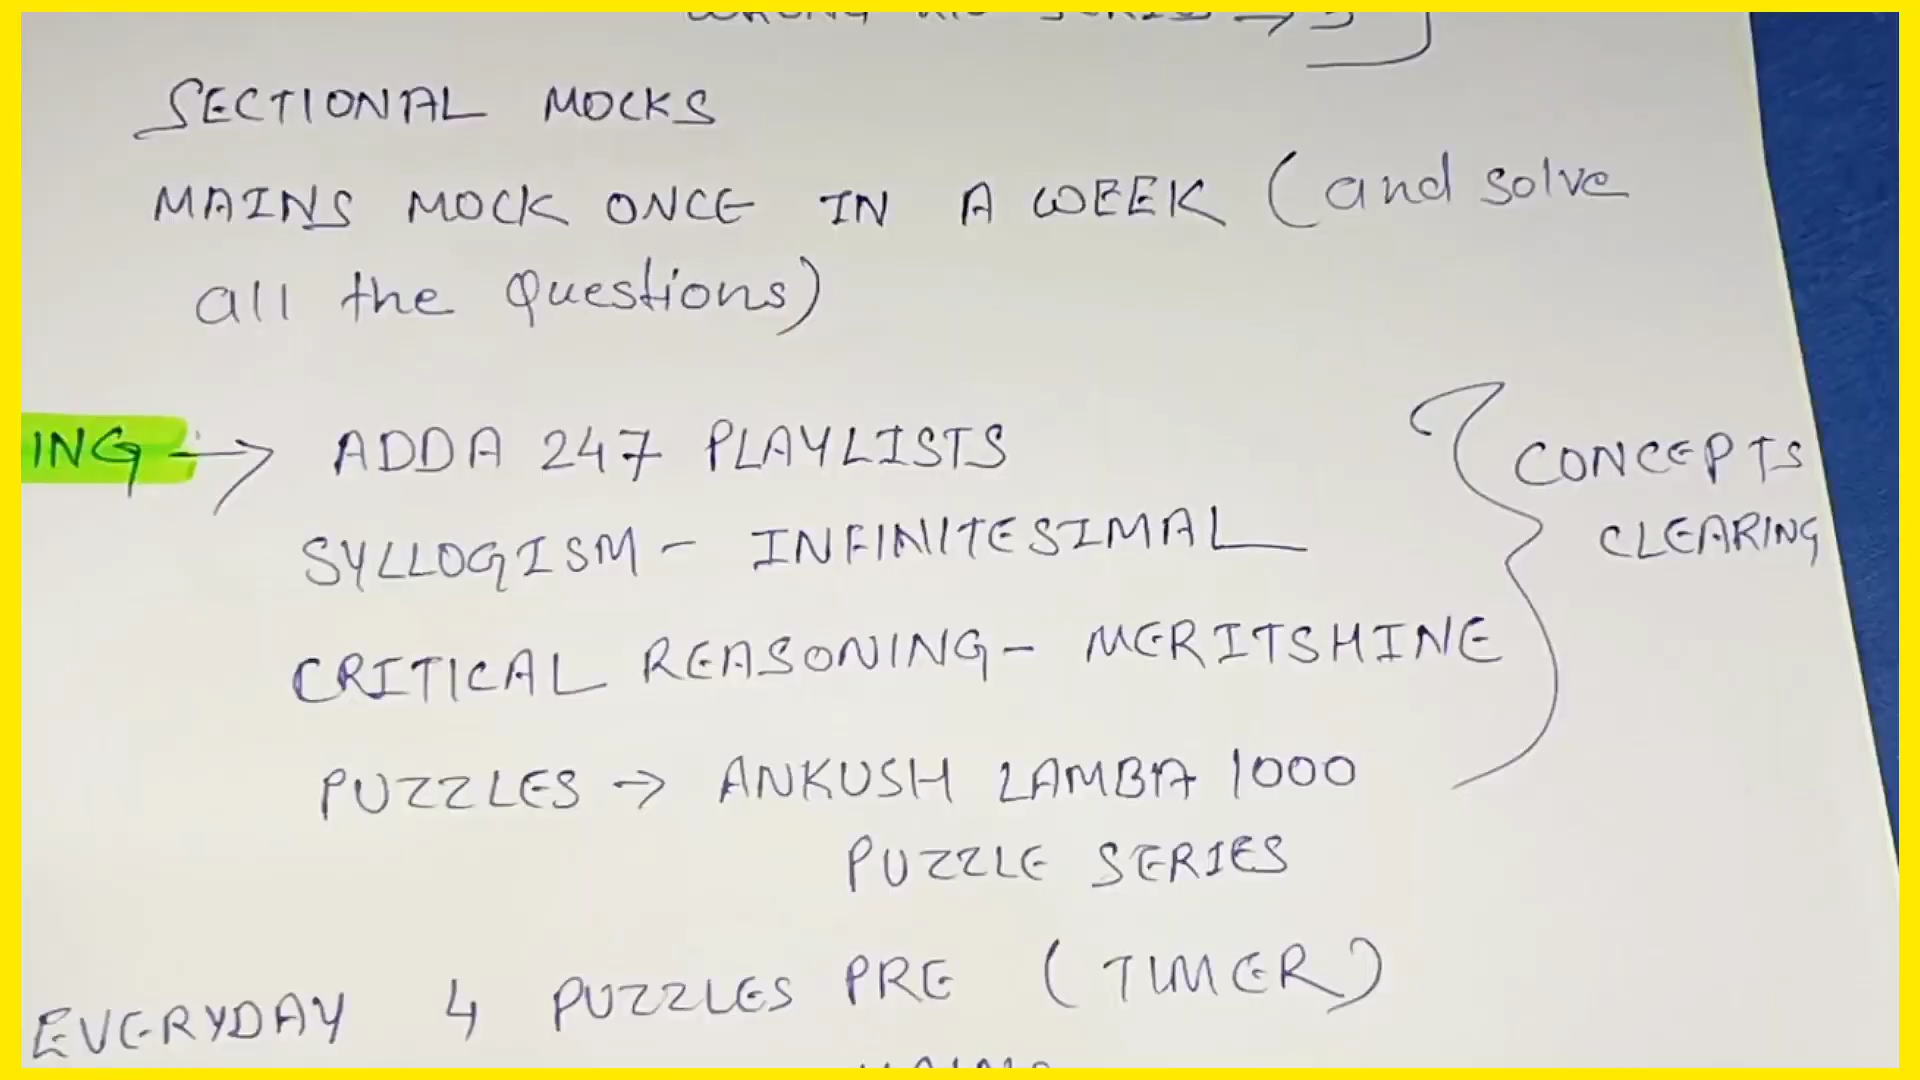 SECTIONAL MOCKS
MAINS MOCK ONCE IN A WEEK (and solve
all the questions)
ING → ADDA 247 PLAYLISTS
SYLLOGISM - INFINITESIMAL
CRITICAL REASONING - MERITSHINE
CONCEPTS
CLEARING
PUZZLES → ANKUSH LAMBA 1000
PUZZLE SERIES
EVERYDAY 4 PUZZLES PRE (TIMER)